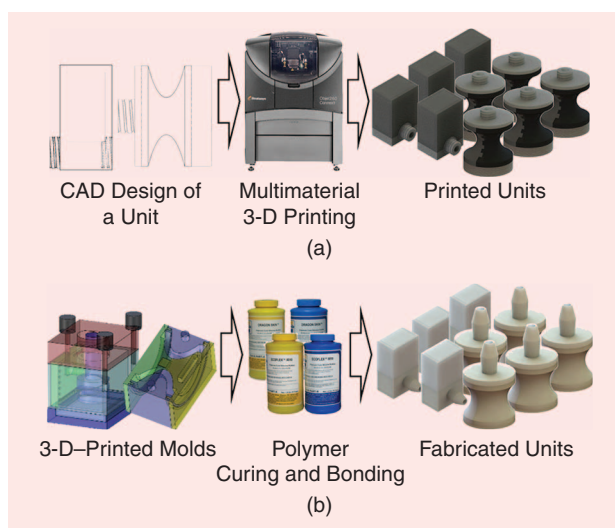 CAD Design of
a Unit
Multimaterial
3-D Printing
Printed Units
(a)
3-D–Printed Molds
Polymer
Curing and Bonding
Fabricated Units
(b)